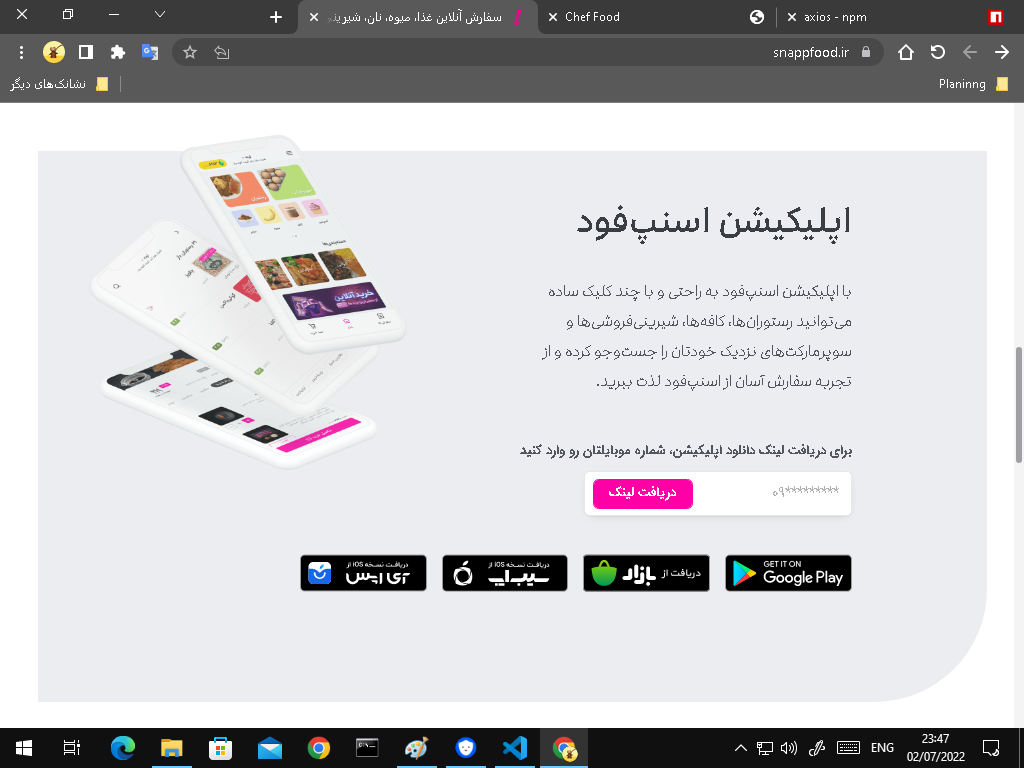 سفارش آنلاین غذا، میوه، نان، شیرینی
Chef Food
axios - npm
snappfood.ir
نشانک‌های دیگر
Planinng
اپلیکیشن اسنپ‌فود
با اپلیکیشن اسنپ‌فود به راحتی و با چند کلیک ساده
می‌توانید رستوران‌ها، کافه‌ها، شیرینی‌فروشی‌ها و
سوپرمارکت‌های نزدیک خودتان را جست‌وجو کرده و از
تجربه سفارش آسان از اسنپ‌فود لذت ببرید.
برای دریافت لینک دانلود اپلیکیشن، شماره موبایلتان رو وارد کنید
۰۹*********
دریافت لینک
GET IT ON
Google Play
دریافت از بازار
دریافت نسخه iOS از
سیب‌اپ
دریافت نسخه iOS از
آی اپس
خرید آنلاین
ENG
23:47
02/07/2022